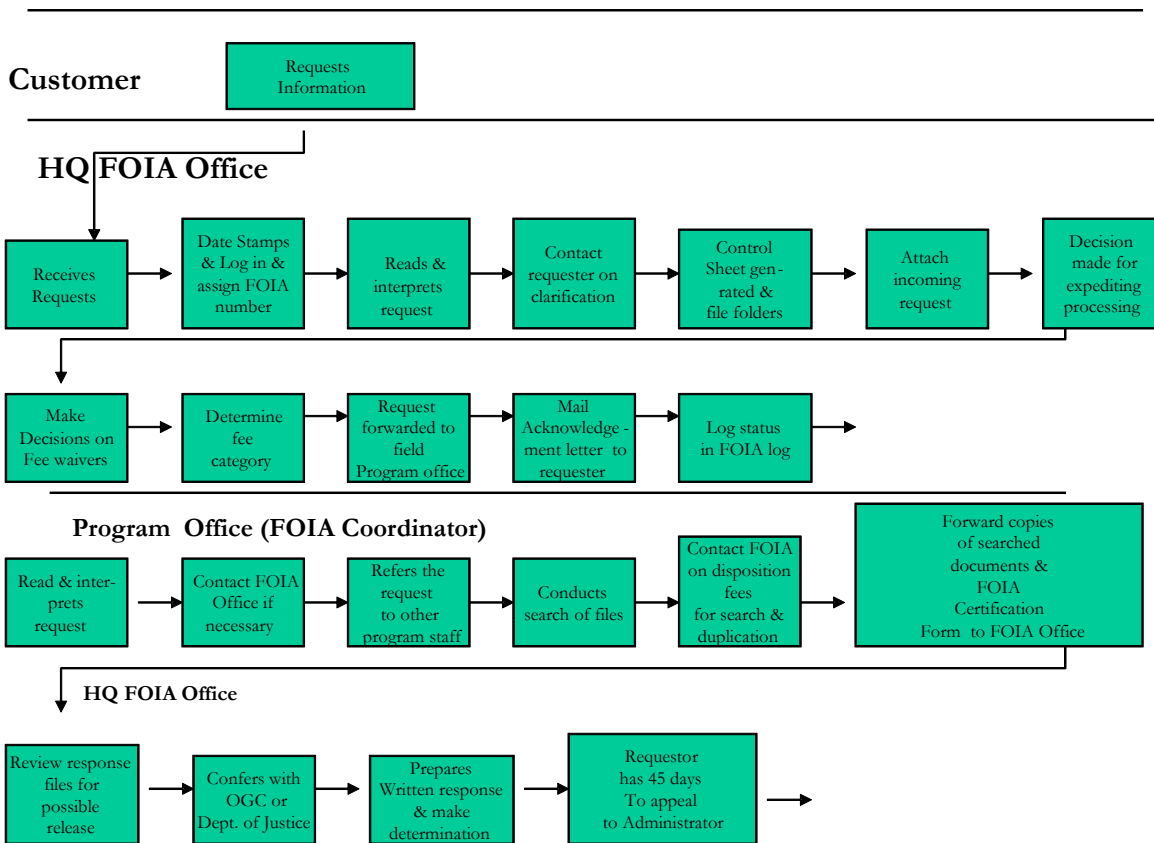 Customer
Requests
Information
HQ FOIA Office
Receives
Requests
Date Stamps
& Log in &
assign FOIA
number
Reads &
interprets
request
Contact
requester on
clarification
Control
Sheet gen-
rated &
file folders
Attach
incoming
request
Decision
made for
expediting
processing
Make
Decisions on
Fee waivers
Determine
fee
category
Request
forwarded to
field
Program office
Mail
Acknowledge -
ment letter to
requester
Log status
in FOIA log
Program Office (FOIA Coordinator)
Read & inter-
prets
request
Contact FOIA
Office if
necessary
Refers the
request
to other
program staff
Conducts
search of files
Contact FOIA
on disposition
fees
for search &
duplication
Forward copies
of searched
documents &
FOIA
Certification
Form to FOIA Office
HQ FOIA Office
Review response
files for
possible
release
Confers with
OGC or
Dept. of Justice
Prepares
Written response
& make
determination
Requestor
has 45 days
To appeal
to Administrator